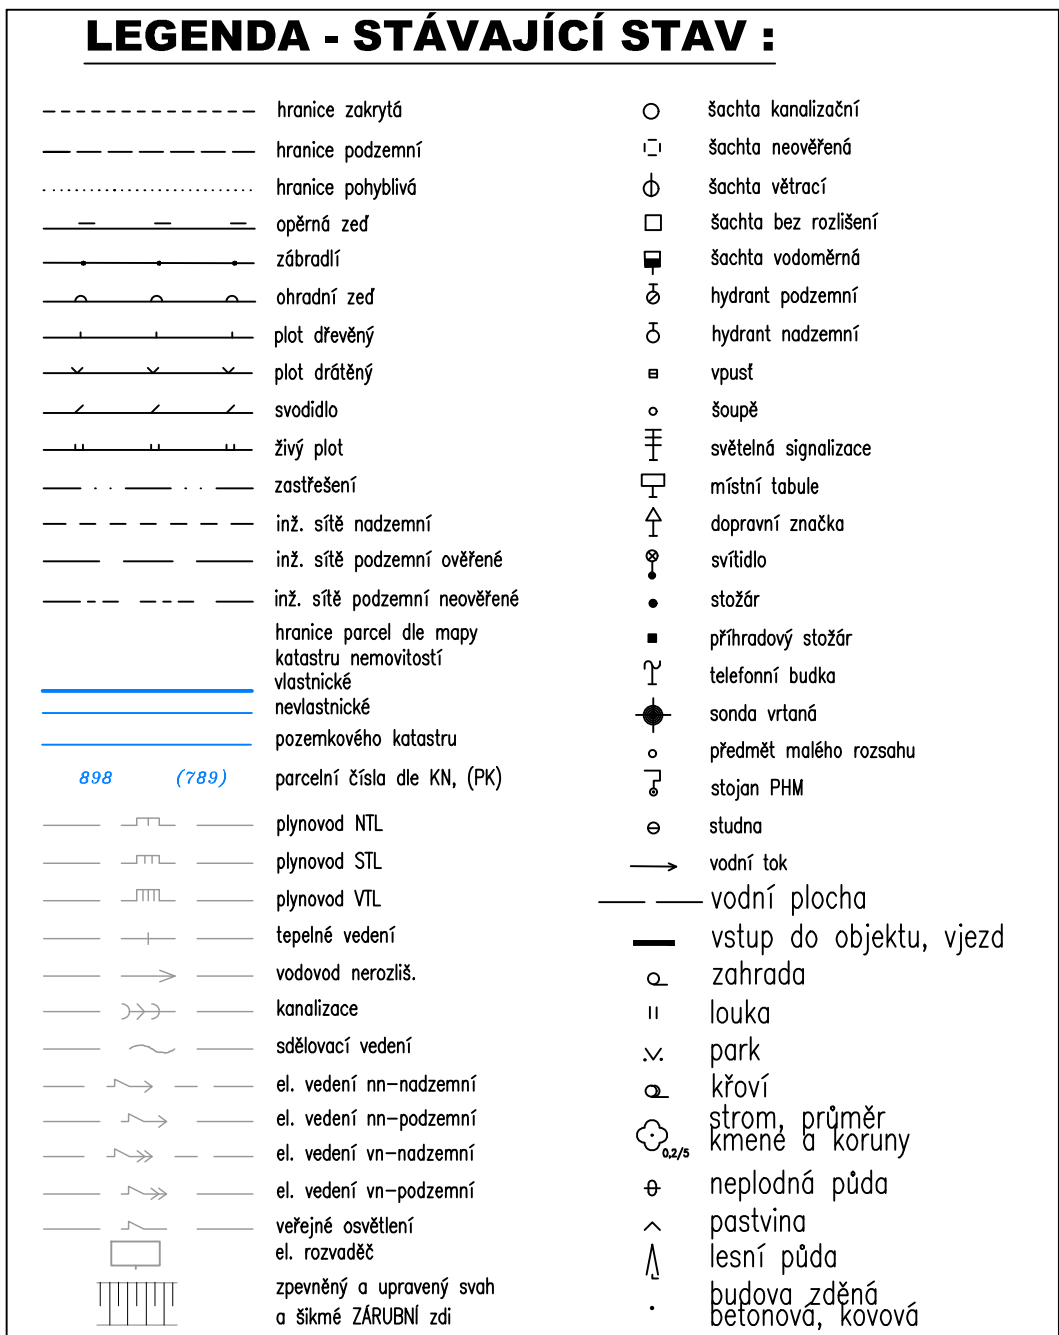 LEGENDA - STÁVAJÍCÍ STAV :
hranice zakrytá
hranice podzemní
hranice pohyblivá
opěrná zeď
zábradlí
ohradní zeď
plot dřevěný
plot drátěný
svodidlo
živý plot
zastřešení
inž. sítě nadzemní
inž. sítě podzemní ověřené
inž. sítě podzemní neověřené
hranice parcel dle mapy
katastru nemovitostí
vlastnické
nevlastnické
pozemkového katastru
898 (789) parcelní čísla dle KN, (PK)
plynovod NTL
plynovod STL
plynovod VTL
tepelné vedení
vodovod nerozliš.
kanalizace
sdělovací vedení
el. vedení nn-nadzemní
el. vedení nn-podzemní
el. vedení vn-nadzemní
el. vedení vn-podzemní
veřejné osvětlení
el. rozvaděč
zpevněný a upravený svah
a šikmé ZÁRUBNÍ zdi
šachta kanalizační
šachta neověřená
šachta větrací
šachta bez rozlišení
šachta vodoměrná
hydrant podzemní
hydrant nadzemní
vpusť
šoupě
světelná signalizace
místní tabule
dopravní značka
svítidlo
stožár
příhradový stožár
telefonní budka
sonda vrtaná
předmět malého rozsahu
stojan PHM
studna
vodní tok
vodní plocha
vstup do objektu, vjezd
zahrada
louka
park
křoví
strom, průměr
0,2/5 kmene a koruny
neplodná půda
pastvina
lesní půda
budova zděná
betonová, kovová